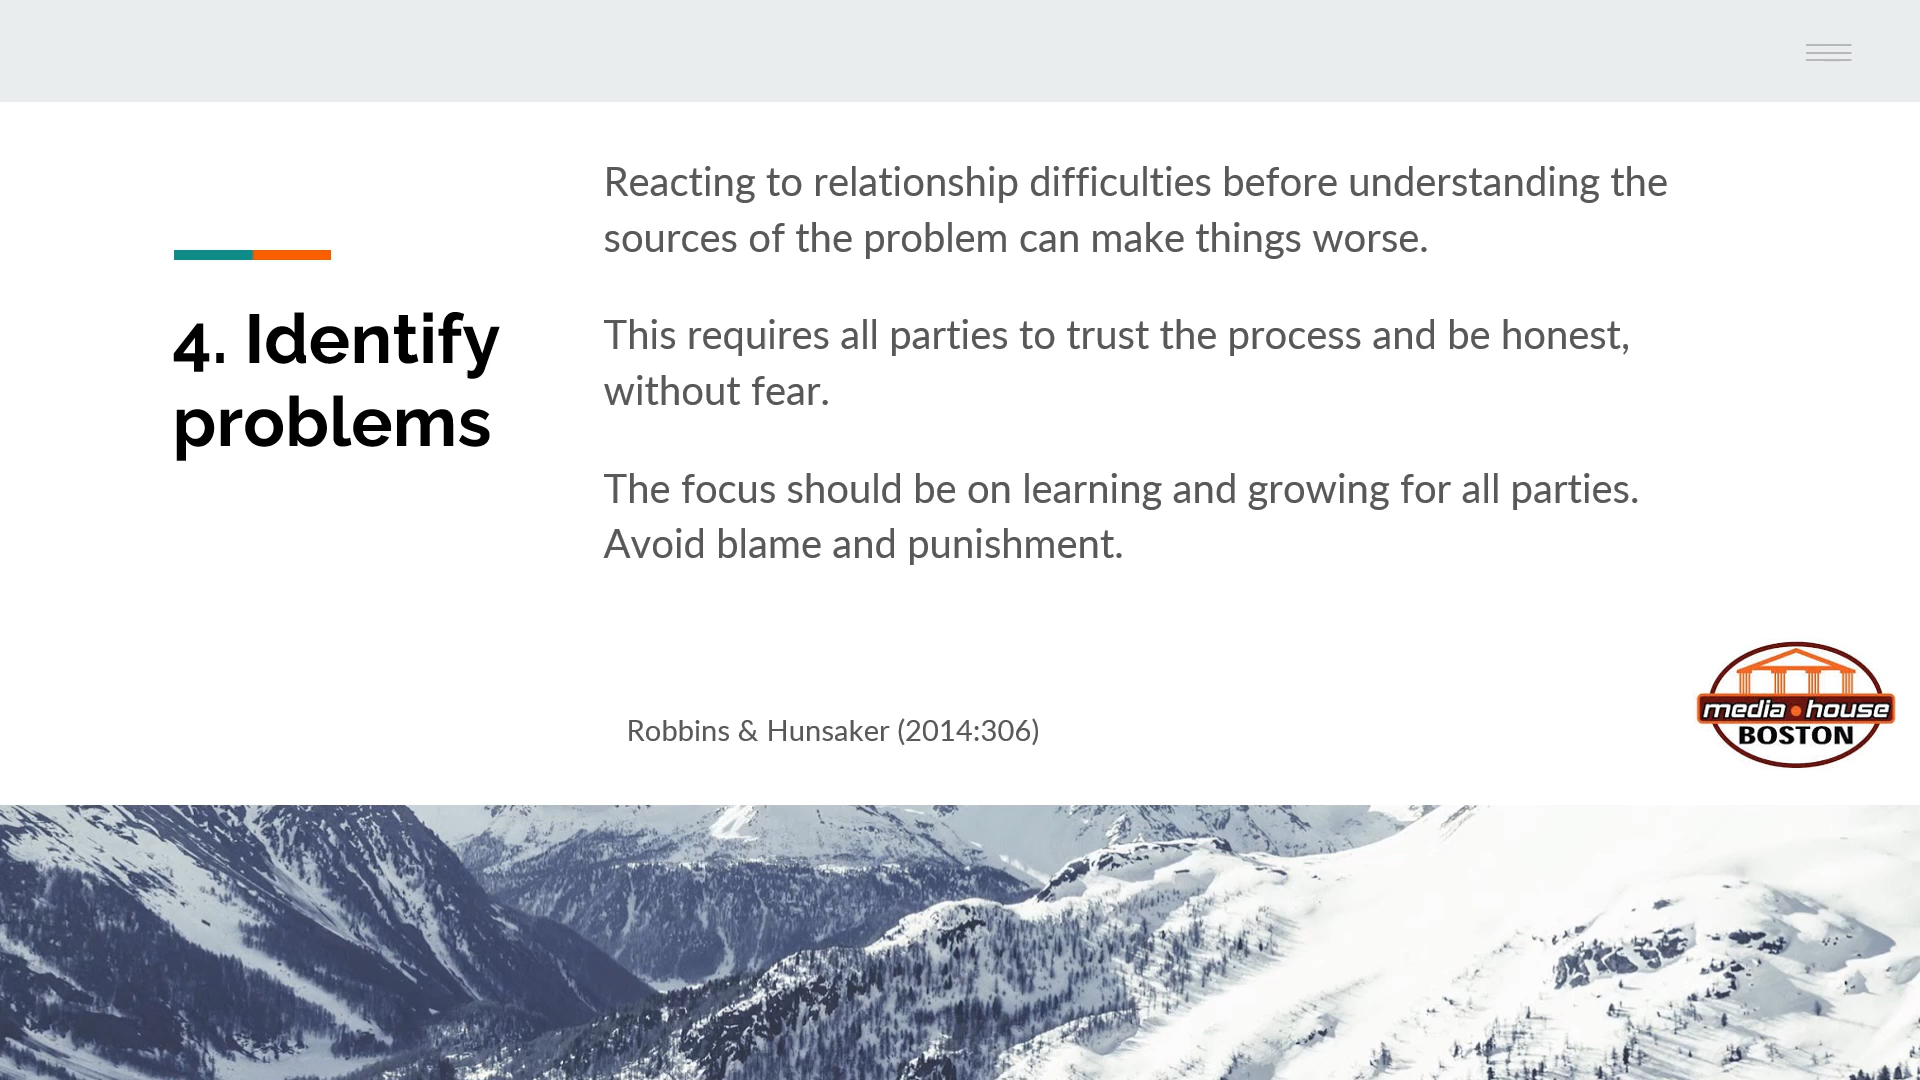 4. Identify
problems
Reacting to relationship difficulties before understanding the
sources of the problem can make things worse.
This requires all parties to trust the process and be honest,
without fear.
The focus should be on learning and growing for all parties.
Avoid blame and punishment.
Robbins & Hunsaker (2014:306)
media • house
BOSTON